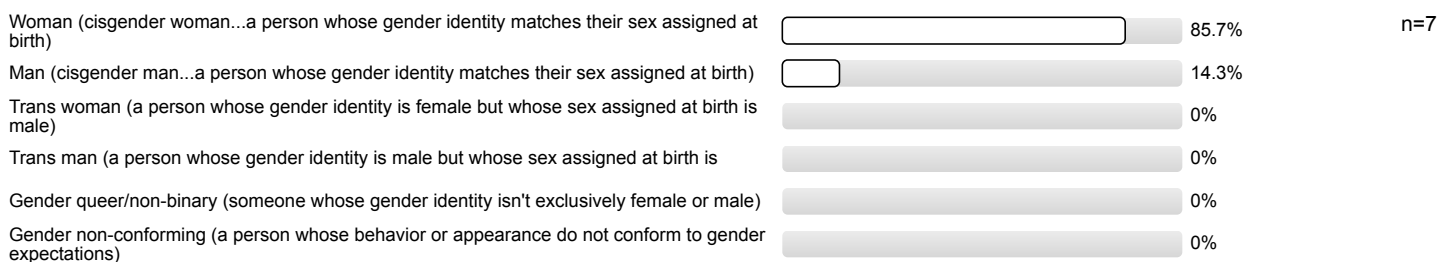 Woman (cisgender woman...a person whose gender identity matches their sex assigned at
birth)
85.7%
n=7
Man (cisgender man...a person whose gender identity matches their sex assigned at birth)
14.3%
Trans woman (a person whose gender identity is female but whose sex assigned at birth is
male)
0%
Trans man (a person whose gender identity is male but whose sex assigned at birth is
0%
Gender queer/non-binary (someone whose gender identity isn't exclusively female or male)
0%
Gender non-conforming (a person whose behavior or appearance do not conform to gender
expectations)
0%